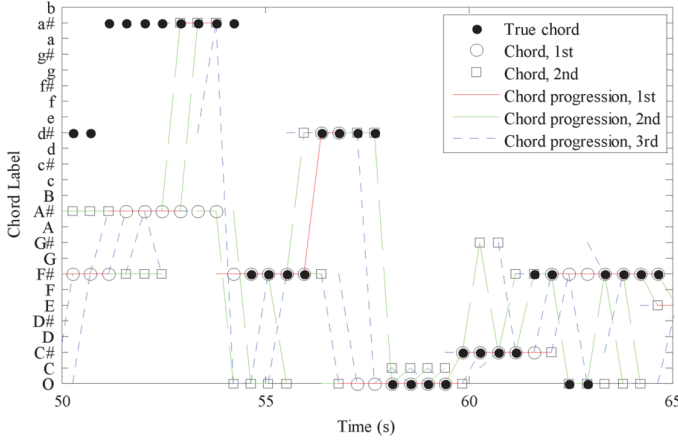 b
a#
a
g#
g
f#
f
e
d#
d
c#
c
B
A#
A
G#
G
F#
F
E
D#
D
C#
C
O
Chord Label
50
55
60
65
Time (s)
True chord
Chord, 1st
Chord, 2nd
Chord progression, 1st
Chord progression, 2nd
Chord progression, 3rd